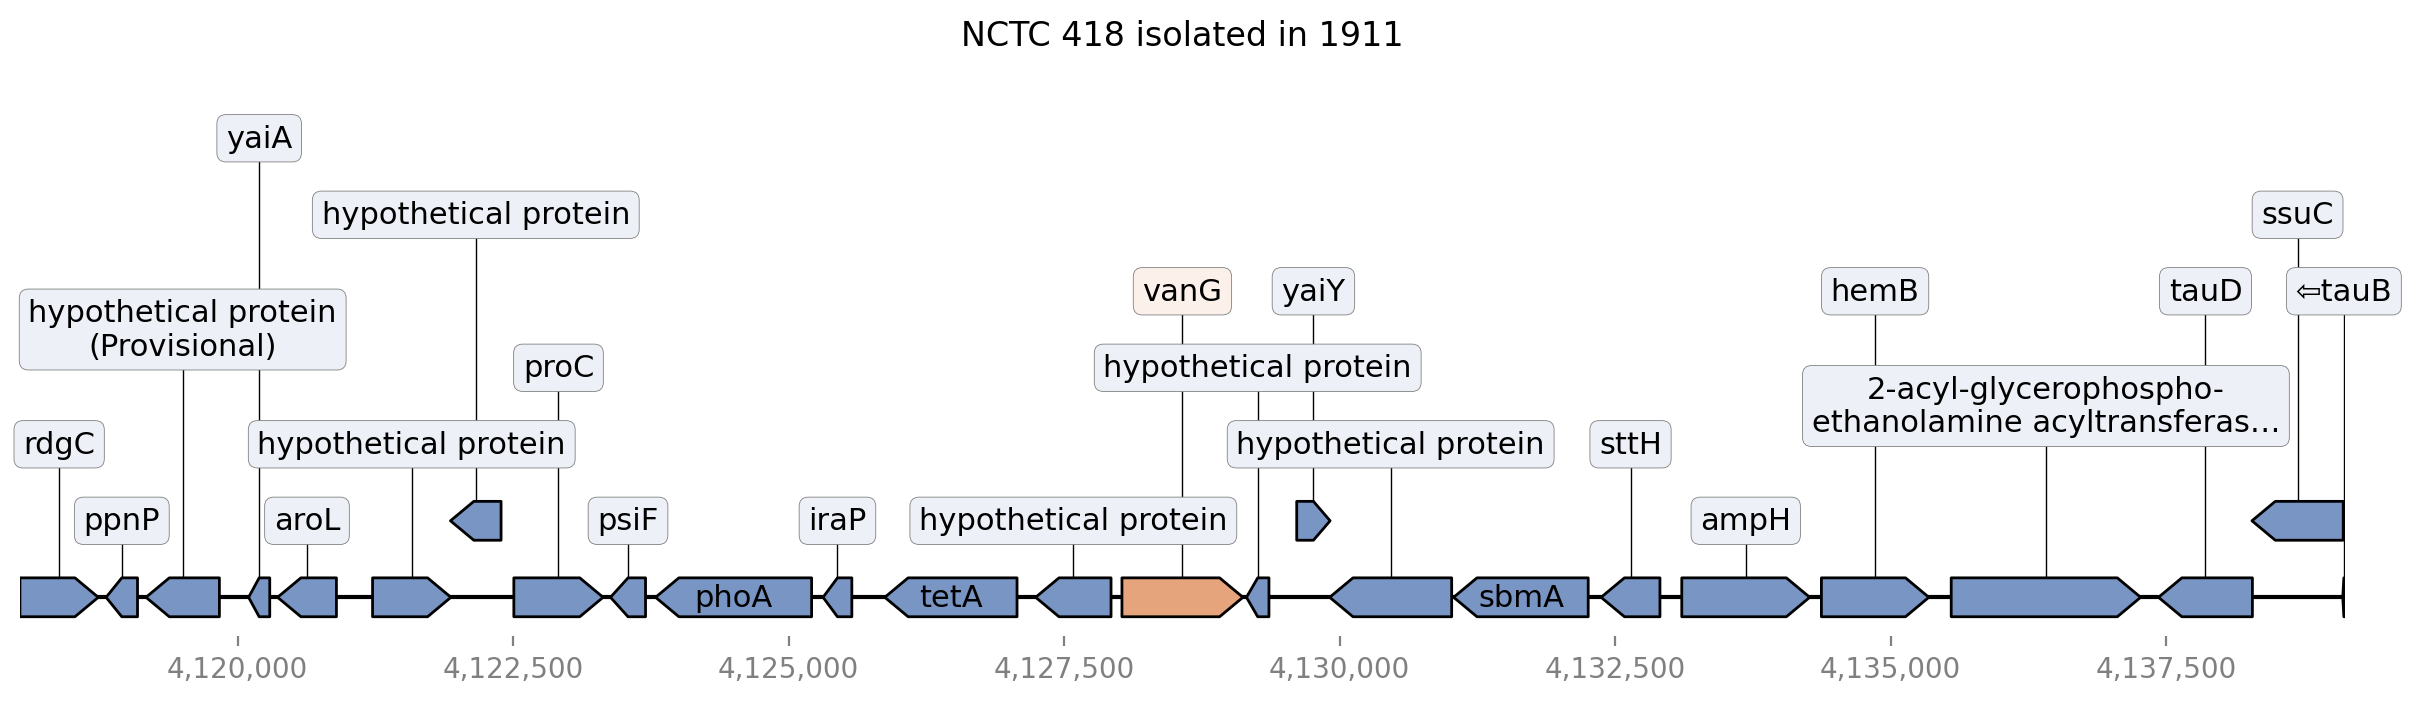 NCTC 418 isolated in 1911
yaiA
hypothetical protein
ssuC
vanG
yaiY
hemB
tauD
⇦tauB
hypothetical protein
(Provisional)
proC
hypothetical protein
2-acyl-glycerophospho-
ethanolamine acyltransferas...
rdgC
hypothetical protein
hypothetical protein
sttH
ppnP
aroL
psiF
iraP
hypothetical protein
ampH
phoA
tetA
sbmA
4,120,000
4,122,500
4,125,000
4,127,500
4,130,000
4,132,500
4,135,000
4,137,500